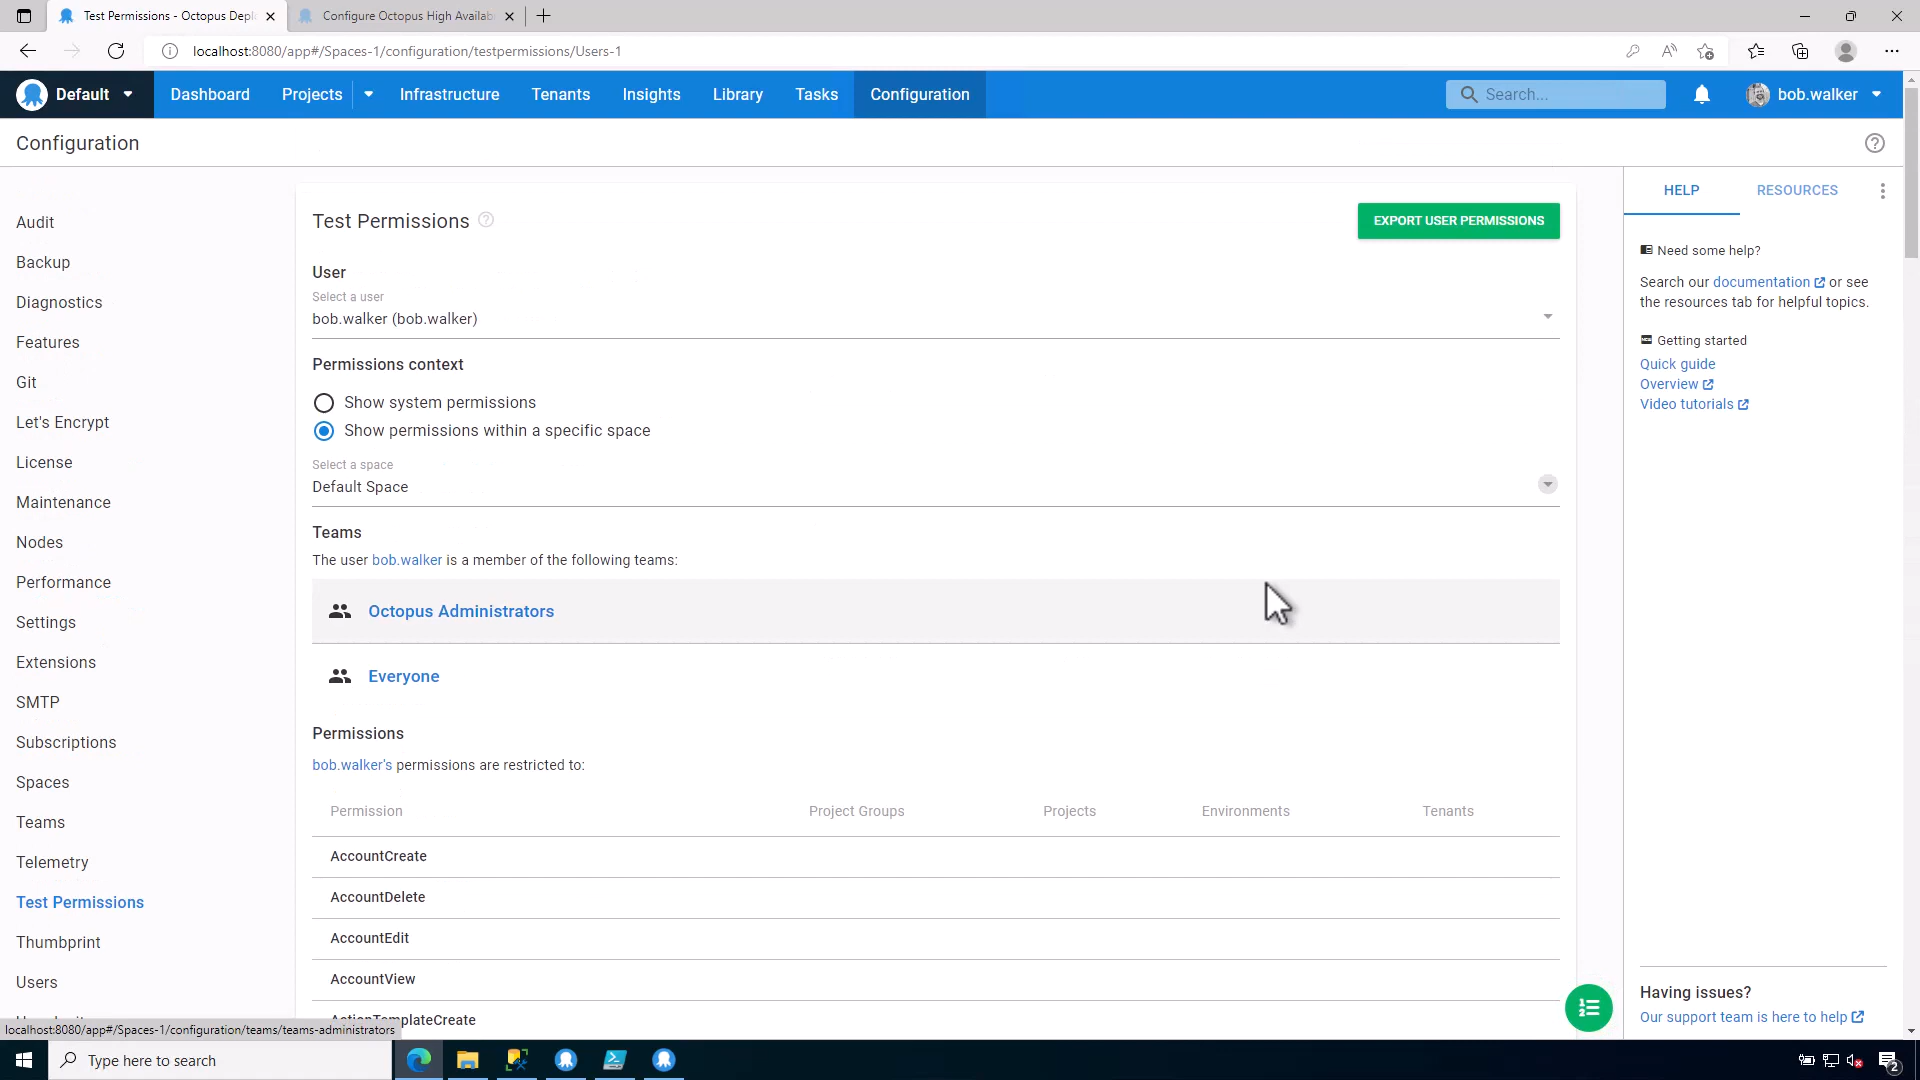 Test Permissions - Octopus Depl
Configure Octopus High Availab
localhost:8080/app#/Spaces-1/configuration/testpermissions/Users-1
Default
Dashboard
Projects
Infrastructure
Tenants
Insights
Library
Tasks
Configuration
Search...
bob.walker
Configuration
Audit
Backup
Diagnostics
Features
Git
Let's Encrypt
License
Maintenance
Nodes
Performance
Settings
Extensions
SMTP
Subscriptions
Spaces
Teams
Telemetry
Test Permissions
Thumbprint
Users
localhost:8080/app#/Spaces-1/configuration/teams/teams-administrators
Test Permissions
EXPORT USER PERMISSIONS
User
Select a user
bob.walker (bob.walker)
Permissions context
Show system permissions
Show permissions within a specific space
Select a space
Default Space
Teams
The user bob.walker is a member of the following teams:
Octopus Administrators
Everyone
Permissions
bob.walker's permissions are restricted to:
Permission Project Groups Projects Environments Tenants
AccountCreate
AccountDelete
AccountEdit
AccountView
ActionTemplateCreate
HELP
RESOURCES
Need some help?
Search our documentation or see
the resources tab for helpful topics.
Getting started
Quick guide
Overview
Video tutorials
Having issues?
Our support team is here to help
Type here to search
2